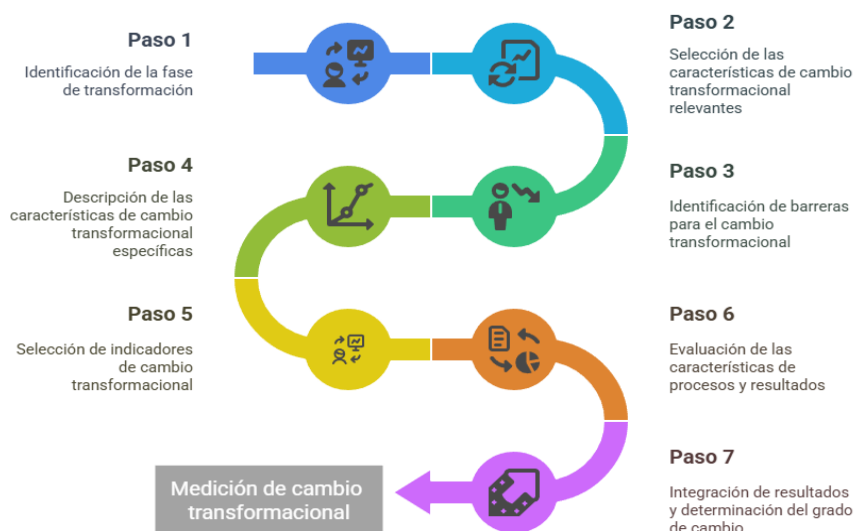 Paso 1
Identificación de la fase
de transformación
Paso 2
Selección de las
características de cambio
transformacional
relevantes
Paso 3
Identificación de barreras
para el cambio
transformacional
Paso 4
Descripción de las
características de cambio
transformacional
específicas
Paso 5
Selección de indicadores
de cambio
transformacional
Paso 6
Evaluación de las
características de
procesos y resultados
Paso 7
Integración de resultados
y determinación del grado
de cambio
Medición de cambio
transformacional